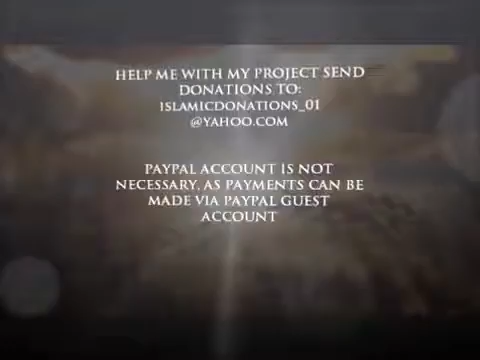 HELP ME WITH MY PROJECT SEND
DONATIONS TO:
ISLAMICDONATIONS_01
@YAHOO.COM
PAYPAL ACCOUNT IS NOT
NECESSARY, AS PAYMENTS CAN BE
MADE VIA PAYPAL GUEST
ACCOUNT